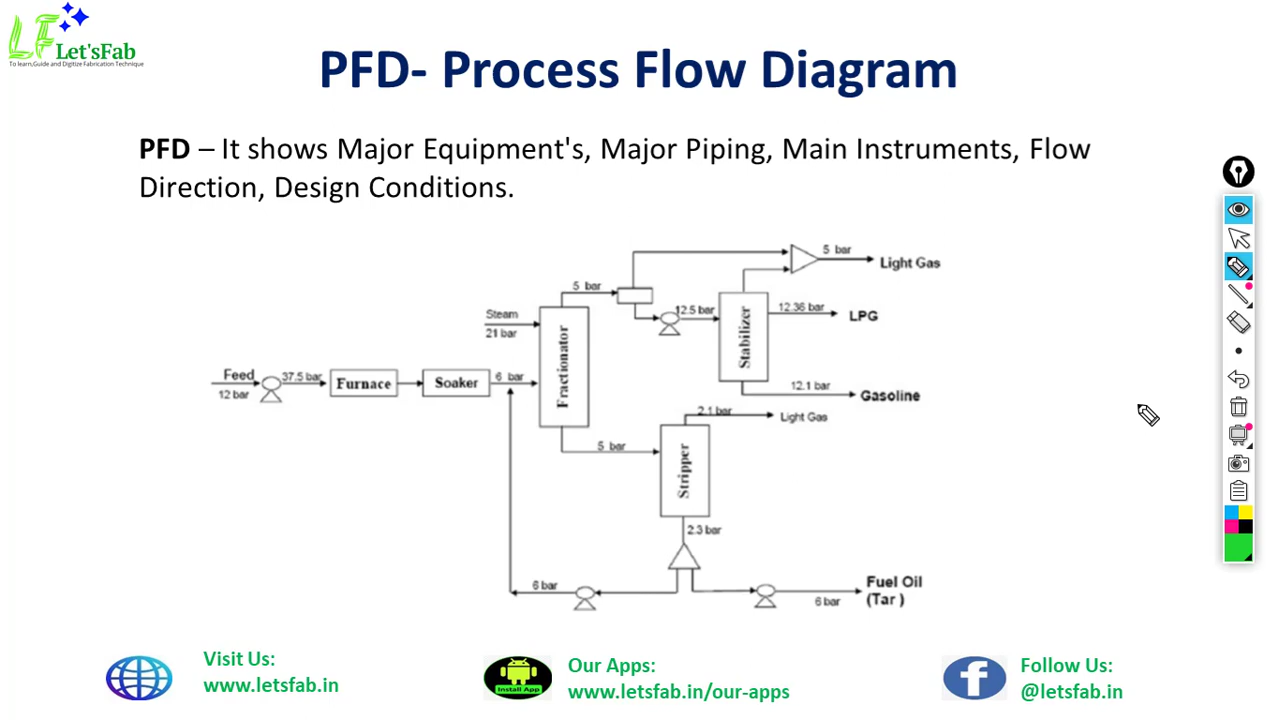 LF
Let'sFab
To learn,Guide and Digitize Fabrication Technique
PFD- Process Flow Diagram
PFD – It shows Major Equipment's, Major Piping, Main Instruments, Flow
Direction, Design Conditions.
5 bar
Light Gas
5 bar
Steam
21 bar
12.5 bar
Stabilizer
12.36 bar
LPG
Fractionator
Feed
12 bar
37.5 bar
Furnace
Soaker
6 bar
12.1 bar
Gasoline
2.1 bar
Light Gas
5 bar
Stripper
2.3 bar
6 bar
6 bar
Fuel Oil
(Tar )
Visit Us:
www.letsfab.in
Install App
Our Apps:
www.letsfab.in/our-apps
Follow Us:
@letsfab.in